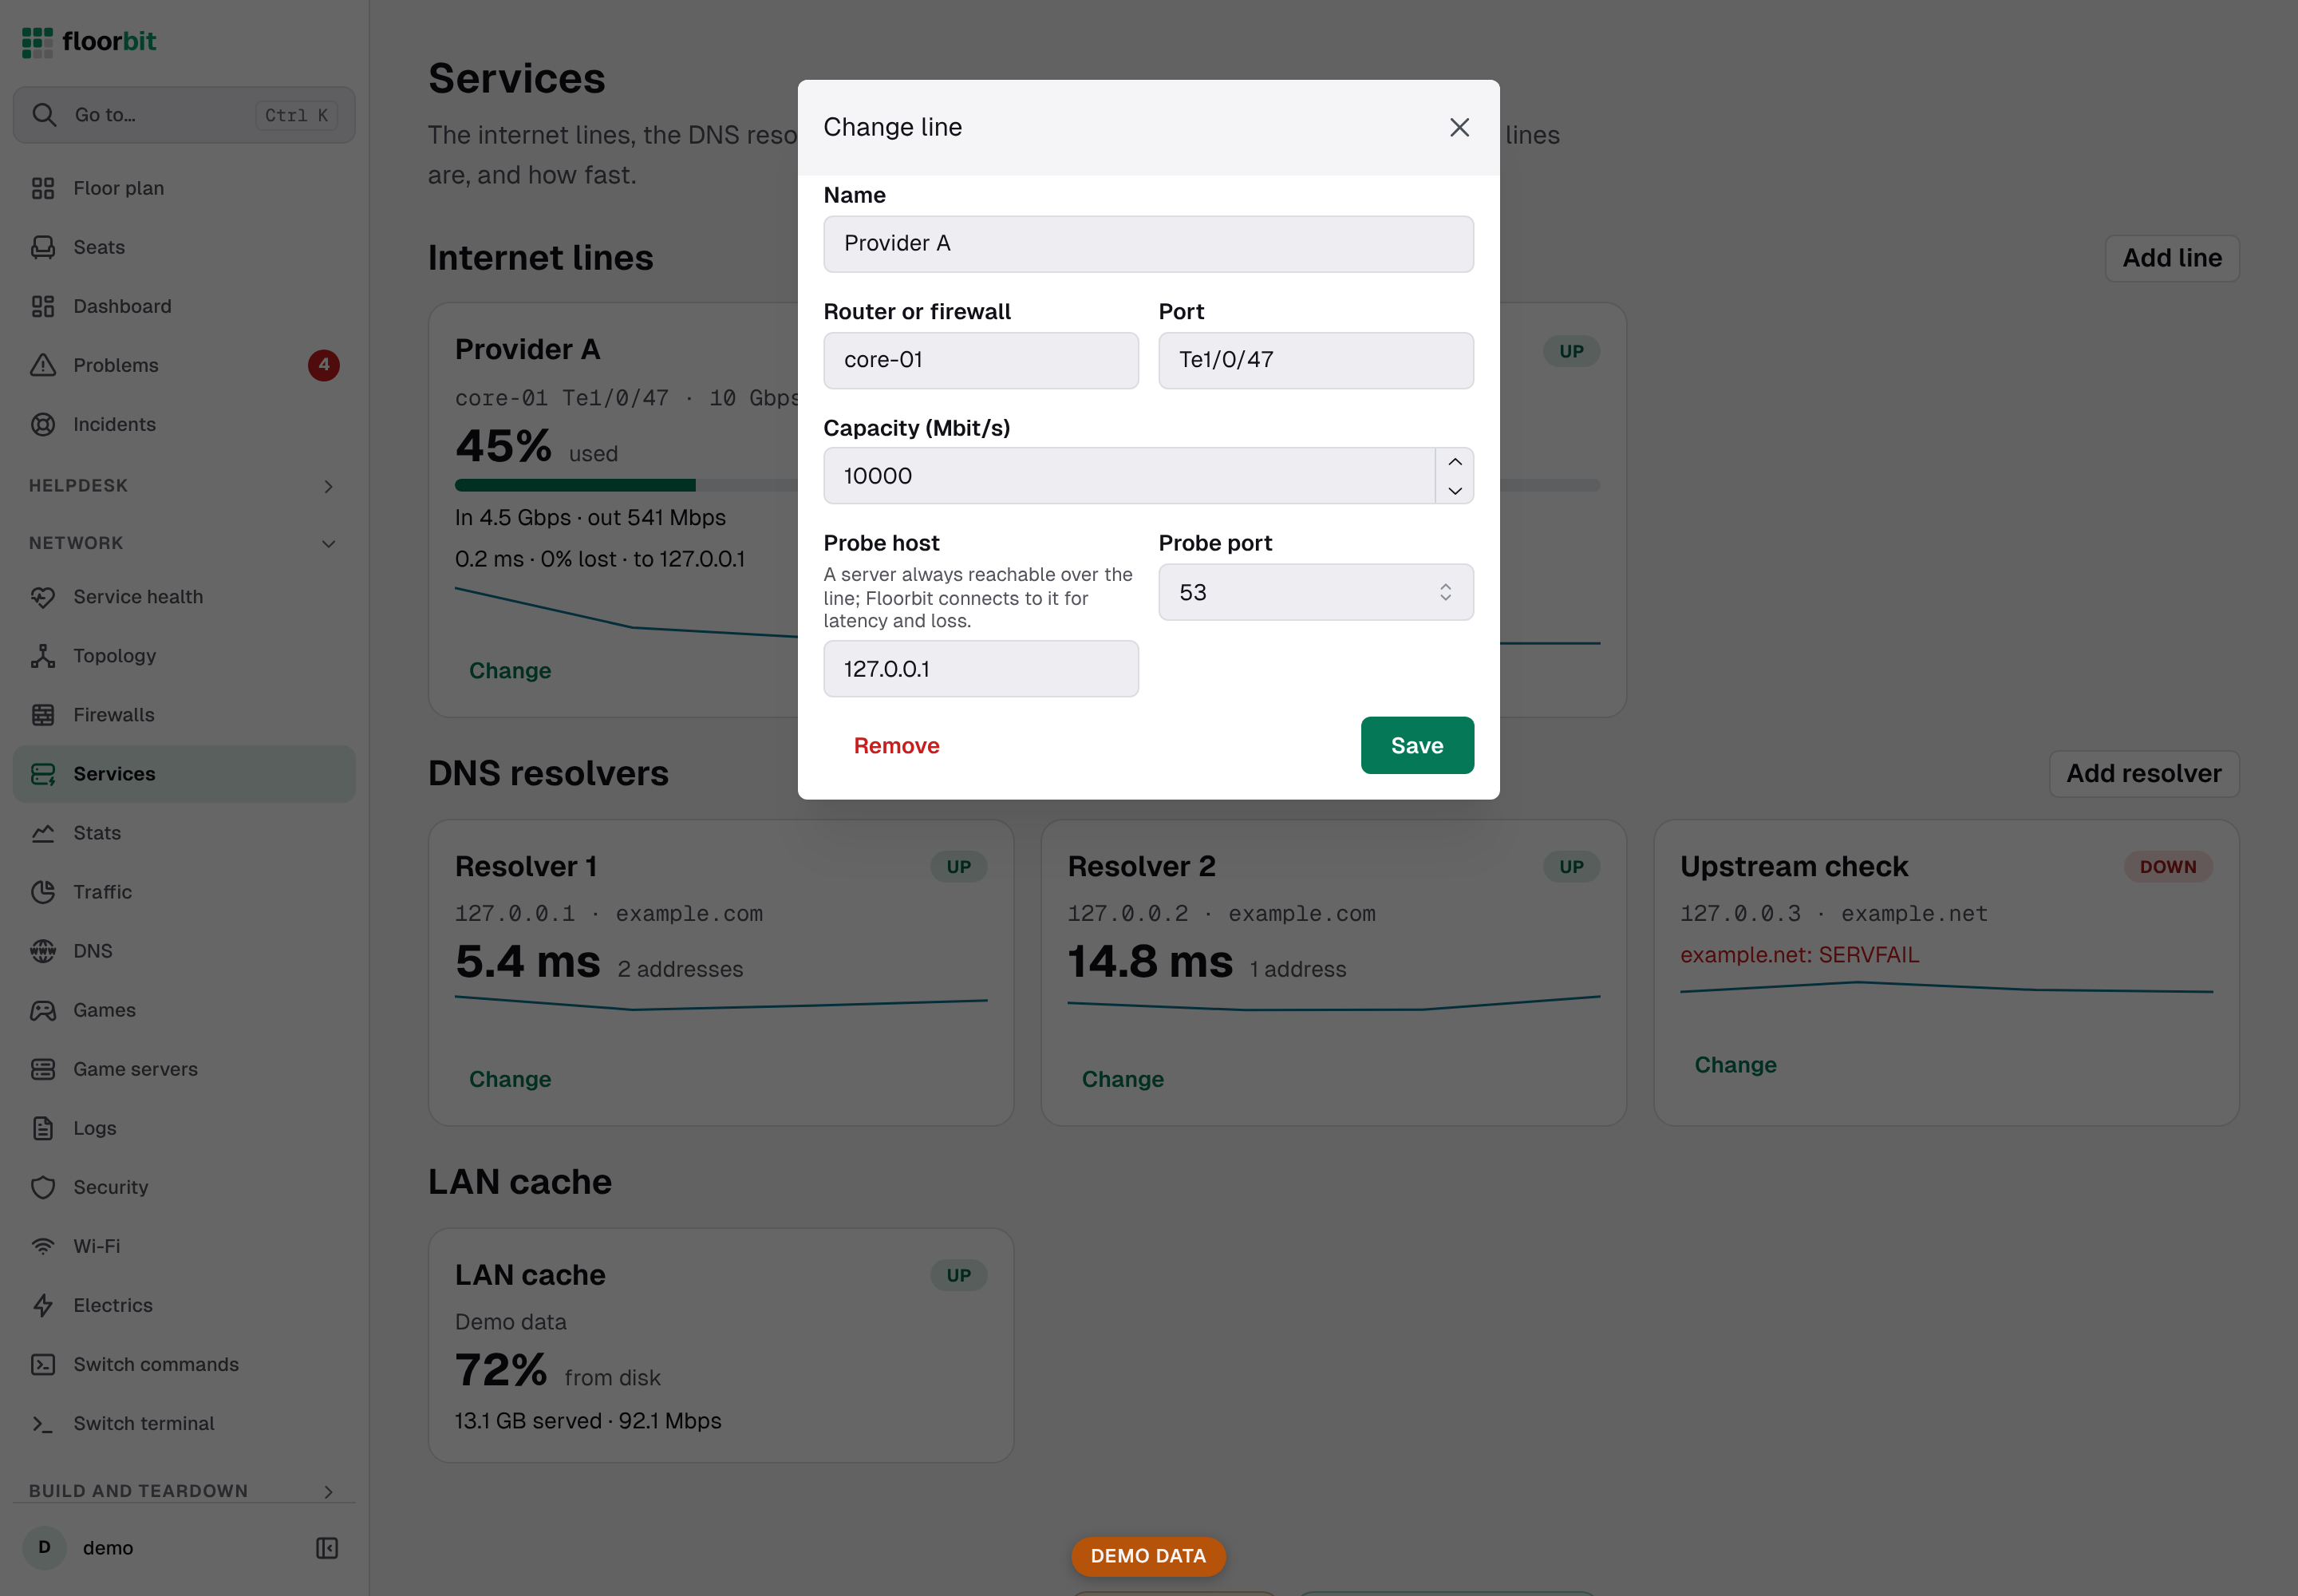 floorbit
Go to...
Ctrl K
Floor plan
Seats
Dashboard
Problems
4
Incidents
HELPDESK
NETWORK
Service health
Topology
Firewalls
Services
Stats
Traffic
DNS
Games
Game servers
Logs
Security
Wi-Fi
Electrics
Switch commands
Switch terminal
BUILD AND TEARDOWN
D
demo
Services
The internet lines, the DNS reso
lines
are, and how fast.
Internet lines
Add line
Provider A
core-01 Te1/0/47 · 10 Gbps
45% used
In 4.5 Gbps · out 541 Mbps
0.2 ms · 0% lost · to 127.0.0.1
Change
UP
Change line
Name
Provider A
Router or firewall
core-01
Port
Te1/0/47
Capacity (Mbit/s)
10000
Probe host
A server always reachable over the
line; Floorbit connects to it for
latency and loss.
127.0.0.1
Probe port
53
Remove
Save
DNS resolvers
Add resolver
Resolver 1
UP
127.0.0.1 · example.com
5.4 ms 2 addresses
Change
Resolver 2
UP
127.0.0.2 · example.com
14.8 ms 1 address
Change
Upstream check
DOWN
127.0.0.3 · example.net
example.net: SERVFAIL
Change
LAN cache
LAN cache
UP
Demo data
72% from disk
13.1 GB served · 92.1 Mbps
DEMO DATA